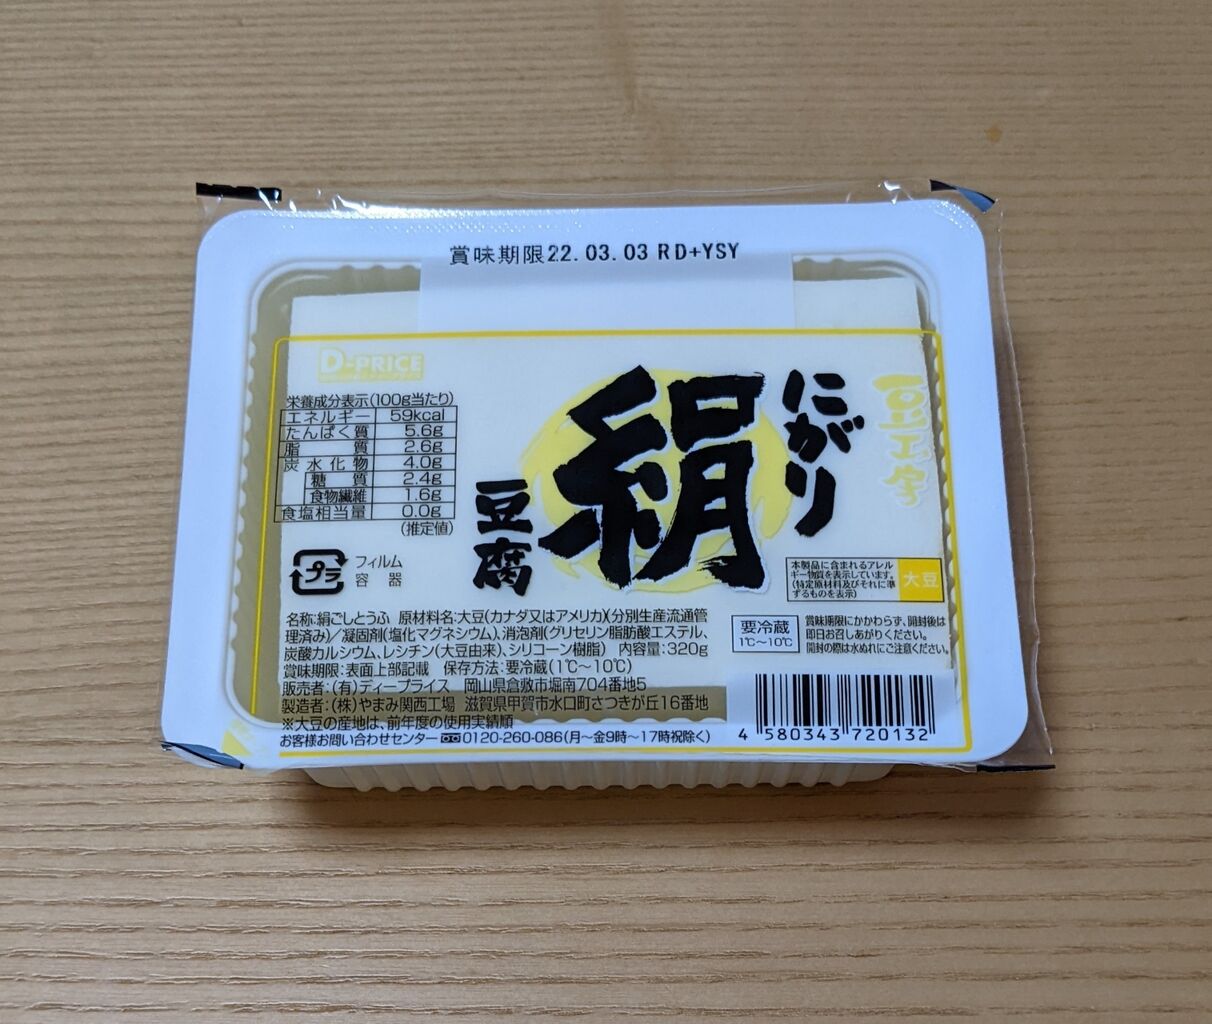 賞味期限22.03.03 RD+YSY
D-PRICE
栄養成分表示(100g当たり)
エネルギー 59kcal
たんぱく質 5.6g
脂質 2.6g
炭水化物 4.0g
糖質 2.4g
食物繊維 1.6g
食塩相当量 0.0g
(推定値)
プラ
フィルム
容器
にがり
絹
豆腐
本製品に含まれるアレル
ギー物質を表示しています。
(特定原材料及びそれに準
ずるものを表示)
大豆
名称:絹ごしとうふ 原材料名:大豆(カナダ又はアメリカ)(分別生産流通管
理済み)/凝固剤(塩化マグネシウム)、消泡剤(グリセリン脂肪酸エステル、
炭酸カルシウム、レシチン(大豆由来)、シリコーン樹脂) 内容量:320g
賞味期限:表面上部記載 保存方法:要冷蔵(1℃~10℃)
販売者:(有)ディープライス 岡山県倉敷市堀南704番地5
製造者:(株)やまみ関西工場 滋賀県甲賀市水口町さつきが丘16番地
※大豆の産地は、前年度の使用実績順
お客様お問い合わせセンター 0120-260-086(月~金9時~17時祝除く)
要冷蔵
1℃~10℃
賞味期限にかかわらず、開封後は
即日お召しあがりください。
開封の際は水ぬれにご注意ください。
4 580343 720132